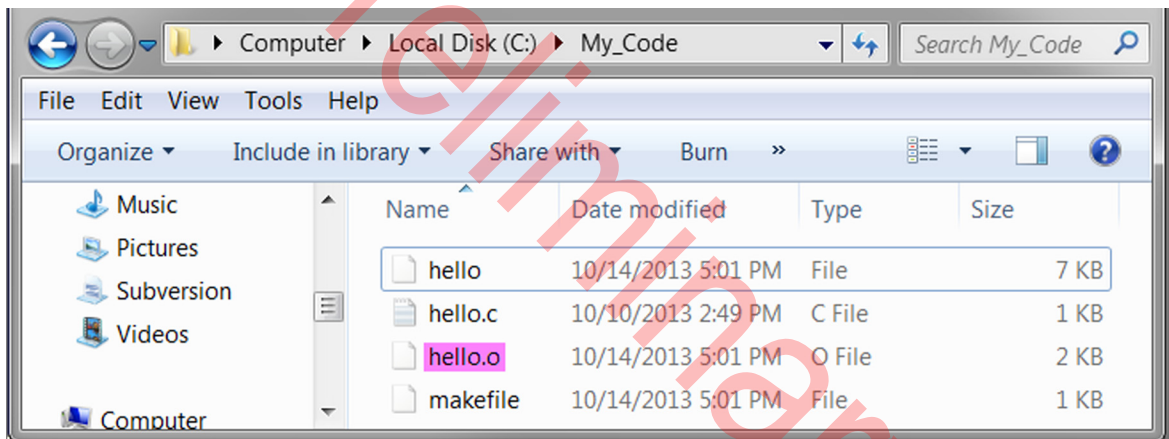 Computer Local Disk (C:) My_Code Search My_Code
File Edit View Tools Help
Organize Include in library Share with Burn »
Music
Pictures
Subversion
Videos
Computer
Name Date modified Type Size
hello 10/14/2013 5:01 PM File 7 KB
hello.c 10/10/2013 2:49 PM C File 1 KB
hello.o 10/14/2013 5:01 PM O File 2 KB
makefile 10/14/2013 5:01 PM File 1 KB
eliminar